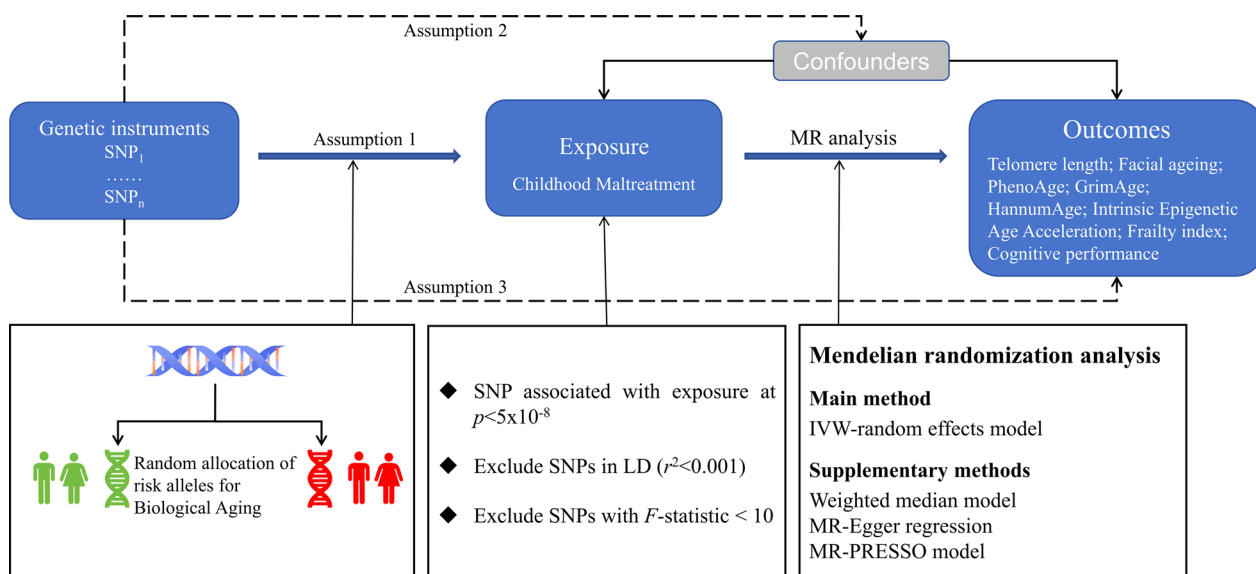 Assumption 2
Confounders
Genetic instruments
SNP1
……
SNPn
Assumption 1
Exposure
Childhood Maltreatment
MR analysis
Outcomes
Telomere length; Facial ageing;
PhenoAge; GrimAge;
HannumAge; Intrinsic Epigenetic
Age Acceleration; Frailty index;
Cognitive performance
Assumption 3
Random allocation of
risk alleles for
Biological Aging
◆ SNP associated with exposure at
p<5x10-8
◆ Exclude SNPs in LD (r2<0.001)
◆ Exclude SNPs with F-statistic < 10
Mendelian randomization analysis
Main method
IVW-random effects model
Supplementary methods
Weighted median model
MR-Egger regression
MR-PRESSO model